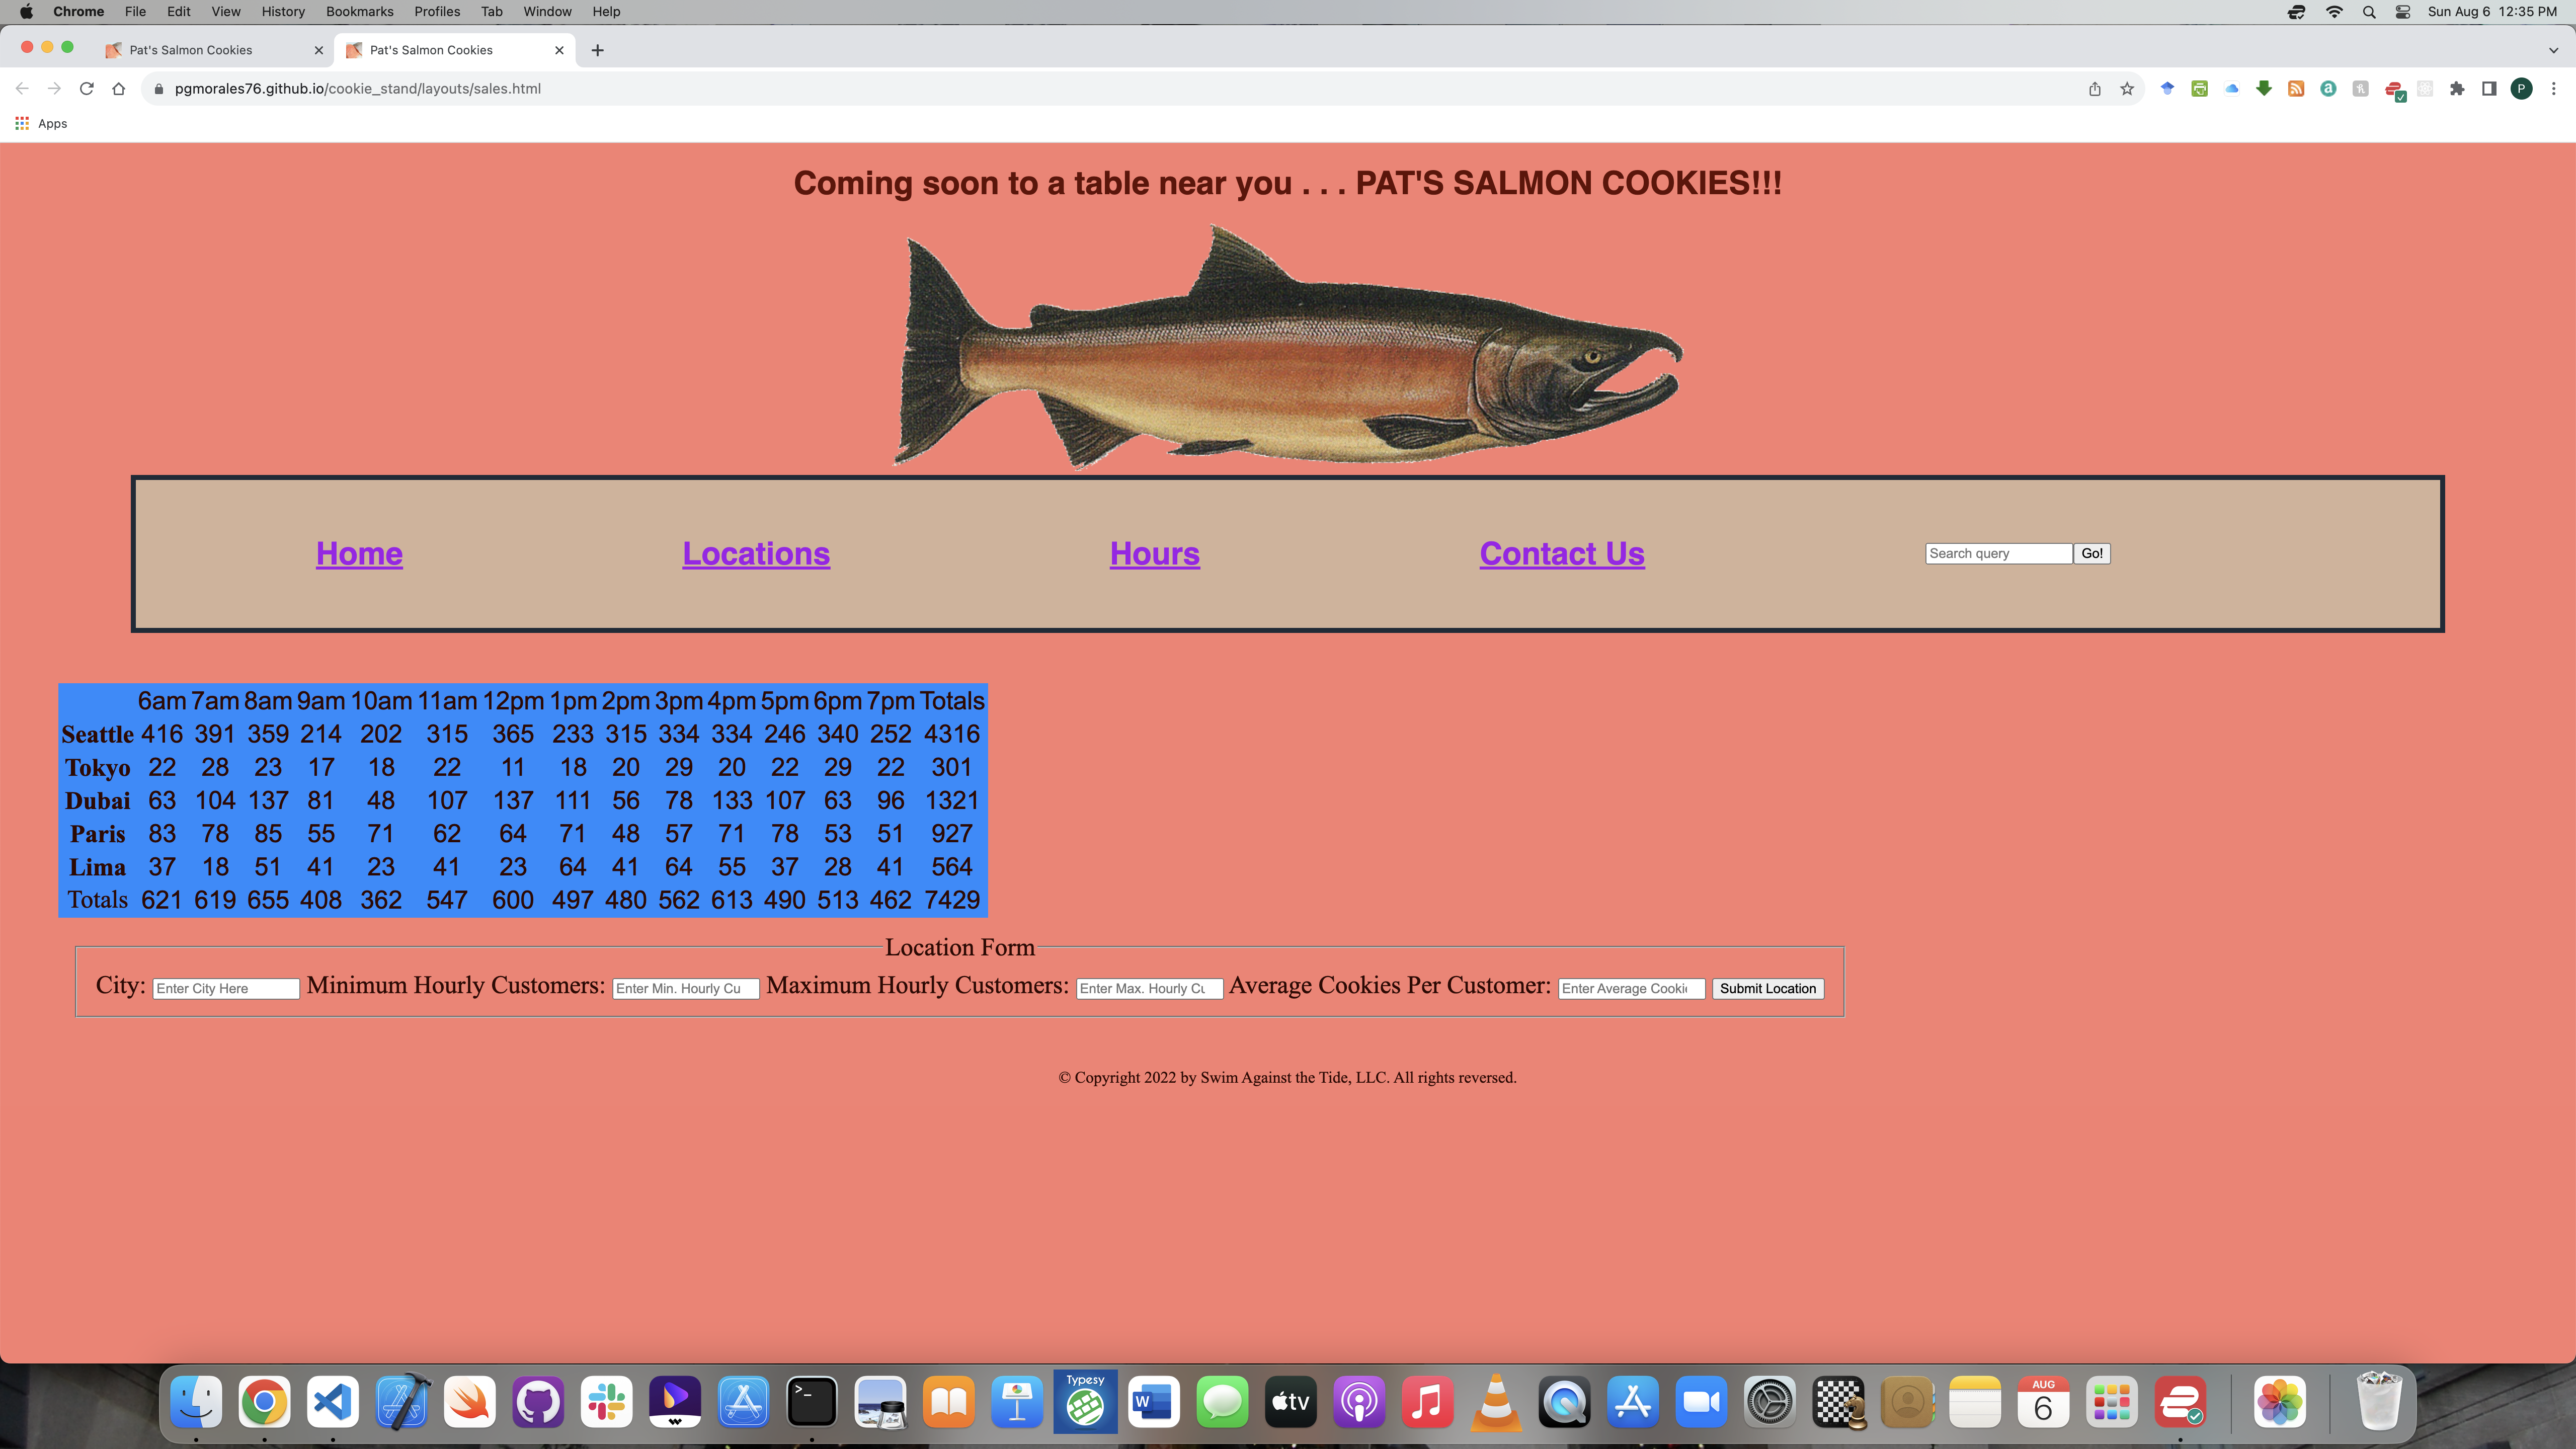 Chrome File Edit View History Bookmarks Profiles Tab Window Help Sun Aug 6 12:35 PM
Pat's Salmon Cookies Pat's Salmon Cookies
pgmorales76.github.io/cookie_stand/layouts/sales.html P
Apps
Coming soon to a table near you . . . PAT'S SALMON COOKIES!!!
Home Locations Hours Contact Us Search query Go!
6am 7am 8am 9am 10am 11am 12pm 1pm 2pm 3pm 4pm 5pm 6pm 7pm Totals
Seattle 416 391 359 214 202 315 365 233 315 334 334 246 340 252 4316
Tokyo 22 28 23 17 18 22 11 18 20 29 20 22 29 22 301
Dubai 63 104 137 81 48 107 137 111 56 78 133 107 63 96 1321
Paris 83 78 85 55 71 62 64 71 48 57 71 78 53 51 927
Lima 37 18 51 41 23 41 23 64 41 64 55 37 28 41 564
Totals 621 619 655 408 362 547 600 497 480 562 613 490 513 462 7429
Location Form
City: Enter City Here Minimum Hourly Customers: Enter Min. Hourly Cu Maximum Hourly Customers: Enter Max. Hourly Cu Average Cookies Per Customer: Enter Average Cookie Submit Location
© Copyright 2022 by Swim Against the Tide, LLC. All rights reversed.
Typesy
W
tv
AUG
6